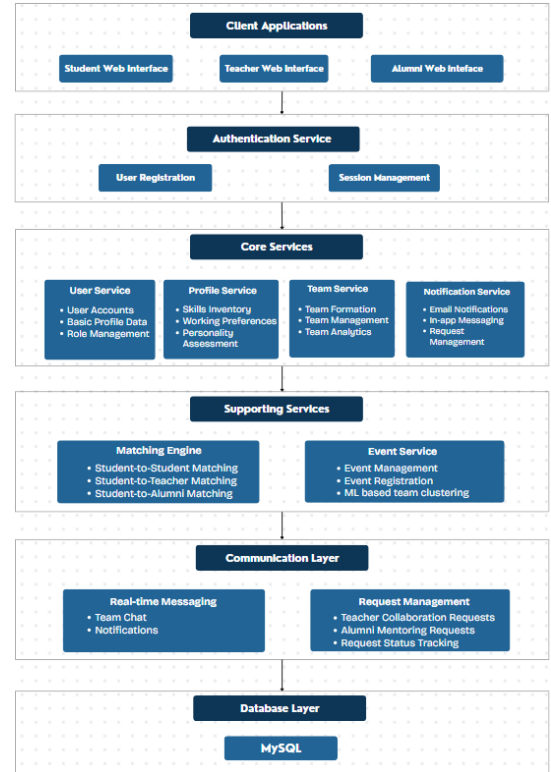 Client Applications
Student Web Interface
Teacher Web Interface
Alumni Web Inteface
Authentication Service
User Registration
Session Management
Core Services
User Service
• User Accounts
• Basic Profile Data
• Role Management
Profile Service
• Skills Inventory
• Working Preferences
• Personality
Assessment
Team Service
• Team Formation
• Team Management
• Team Analytics
Notification Service
• Email Notifications
• In-app Messaging
• Request
Management
Supporting Services
Matching Engine
• Student-to-Student Matching
• Student-to-Teacher Matching
• Student-to-Alumni Matching
Event Service
• Event Management
• Event Registration
• ML based team clustering
Communication Layer
Real-time Messaging
• Team Chat
• Notifications
Request Management
• Teacher Collaboration Requests
• Alumni Mentoring Requests
• Request Status Tracking
Database Layer
MySQL